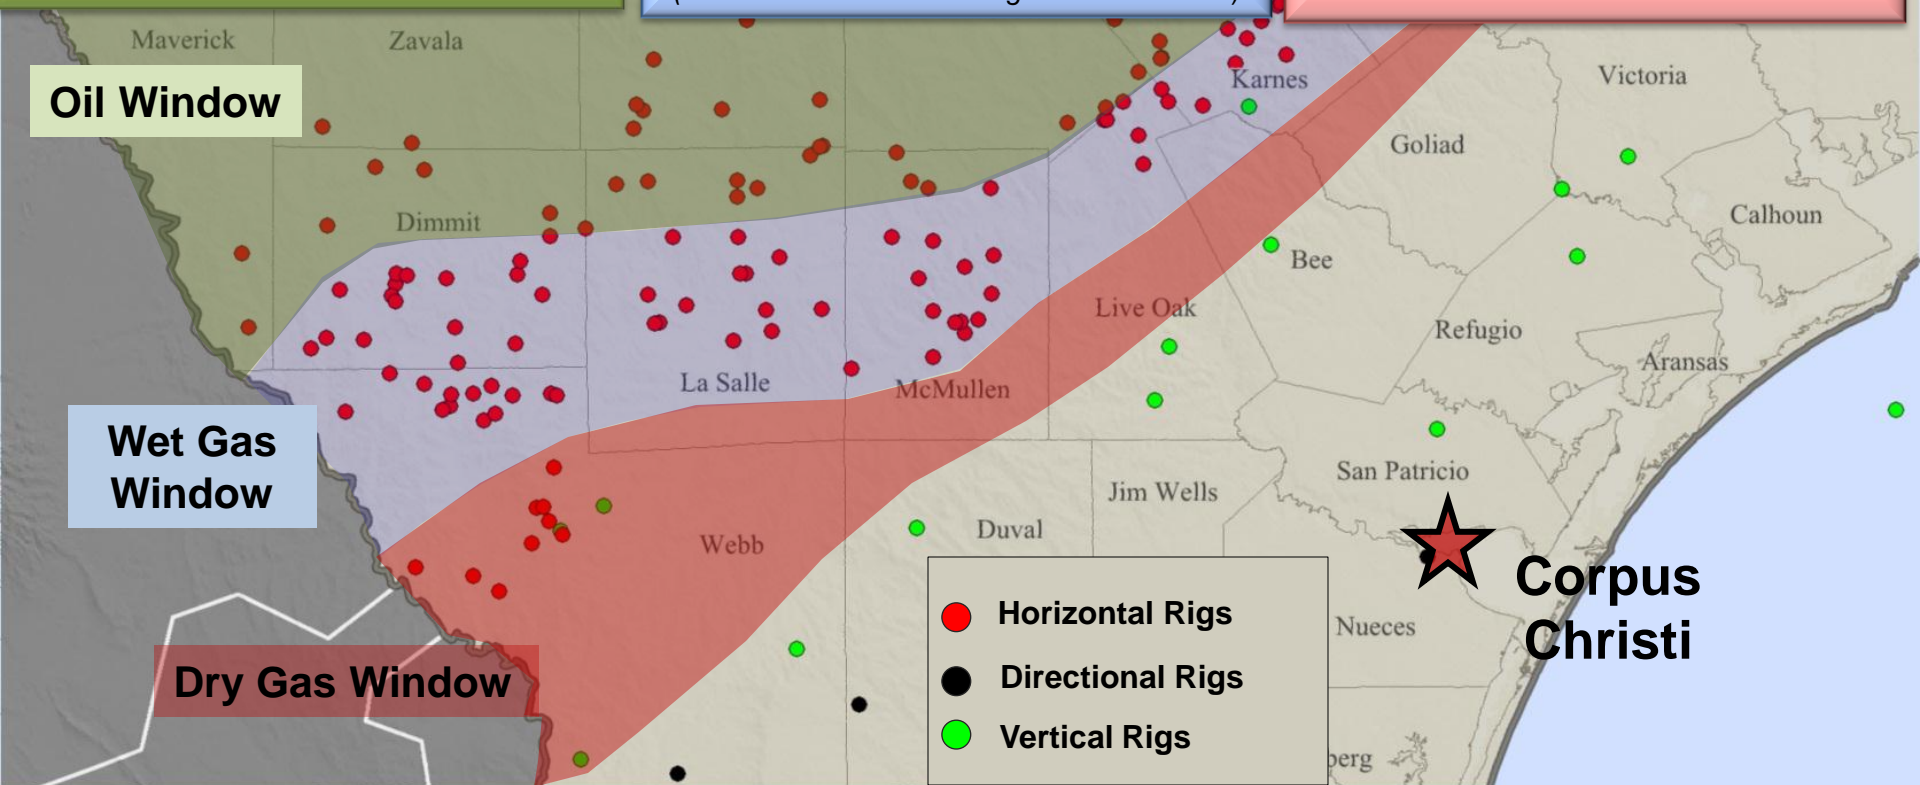 Maverick
Zavala
Karnes
Victoria
Oil Window
Goliad
Dimmit
Calhoun
Bee
Live Oak
Refugio
Aransas
La Salle
McMullen
Wet Gas
Window
San Patricio
Jim Wells
Duval
Webb
Corpus
Christi
Horizontal Rigs
Nueces
Dry Gas Window
Directional Rigs
Vertical Rigs
berg